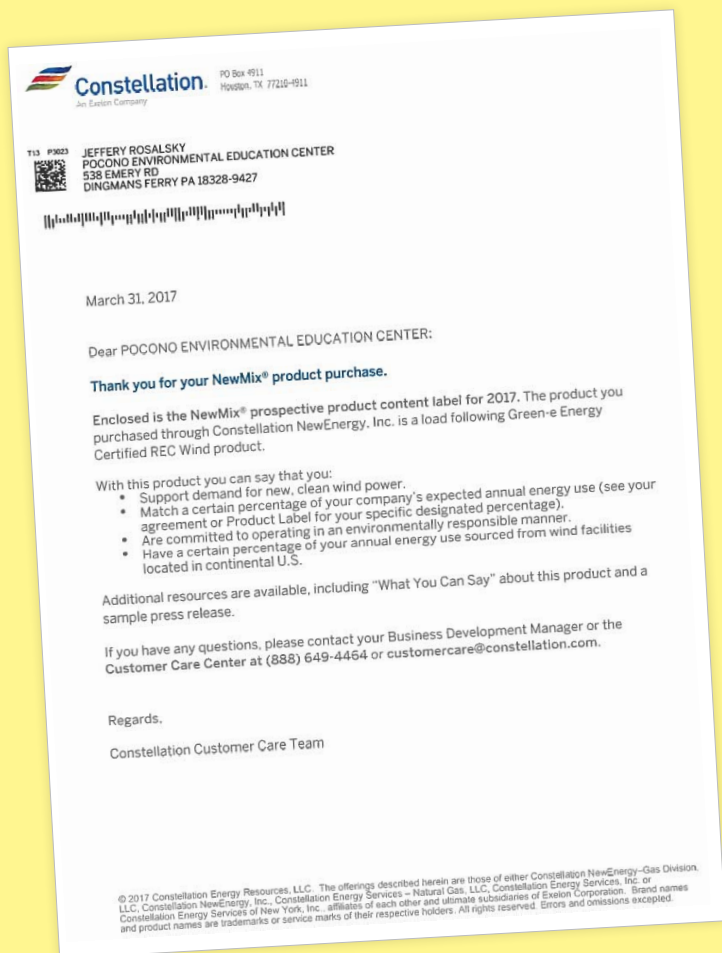 Constellation.
An Exelon Company
PO Box 4911
Houston, TX 77210-4911
T13 P3023
JEFFERY ROSALSKY
POCONO ENVIRONMENTAL EDUCATION CENTER
538 EMERY RD
DINGMANS FERRY PA 18328-9427
March 31, 2017
Dear POCONO ENVIRONMENTAL EDUCATION CENTER:
Thank you for your NewMix® product purchase.
Enclosed is the NewMix® prospective product content label for 2017. The product you
purchased through Constellation NewEnergy, Inc. is a load following Green-e Energy
Certified REC Wind product.
With this product you can say that you:
• Support demand for new, clean wind power.
• Match a certain percentage of your company's expected annual energy use (see your
agreement or Product Label for your specific designated percentage).
• Are committed to operating in an environmentally responsible manner.
• Have a certain percentage of your annual energy use sourced from wind facilities
located in continental U.S.
Additional resources are available, including "What You Can Say" about this product and a
sample press release.
If you have any questions, please contact your Business Development Manager or the
Customer Care Center at (888) 649-4464 or customercare@constellation.com.
Regards,
Constellation Customer Care Team
© 2017 Constellation Energy Resources, LLC. The offerings described herein are those of either Constellation NewEnergy-Gas Division,
LLC, Constellation NewEnergy, Inc., Constellation Energy Services – Natural Gas, LLC, Constellation Energy Services, Inc. or
Constellation Energy Services of New York, Inc., affiliates of each other and ultimate subsidiaries of Exelon Corporation. Brand names
and product names are trademarks or service marks of their respective holders. All rights reserved. Errors and omissions excepted.